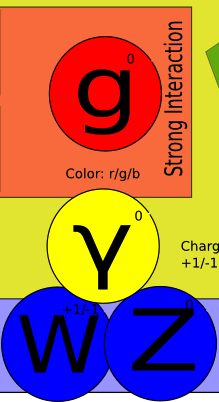 0
g
Strong Interaction
Color: r/g/b
0
γ
Charg
+1/-1
+1/-1
W
0
Z